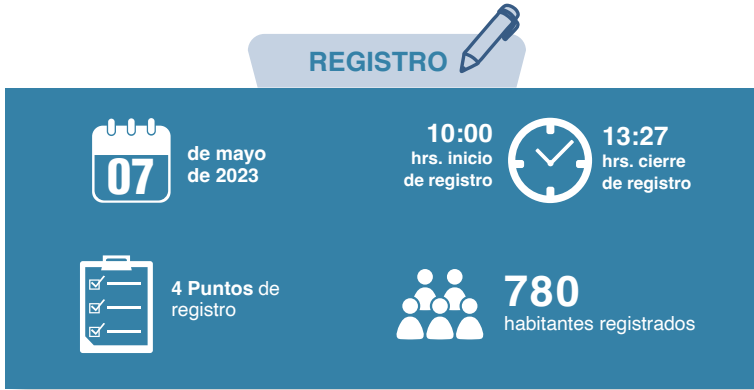 REGISTRO
07
de mayo
de 2023
10:00
hrs. inicio
de registro
13:27
hrs. cierre
de registro
4 Puntos de
registro
780
habitantes registrados